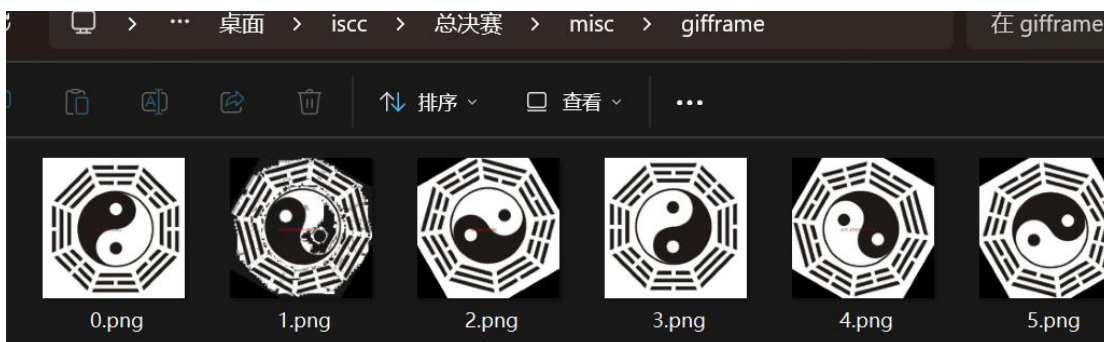 桌面 > iscc > 总决赛 > misc > gifframe
在 gifframe
排序
查看
0.png
1.png
2.png
3.png
4.png
5.png